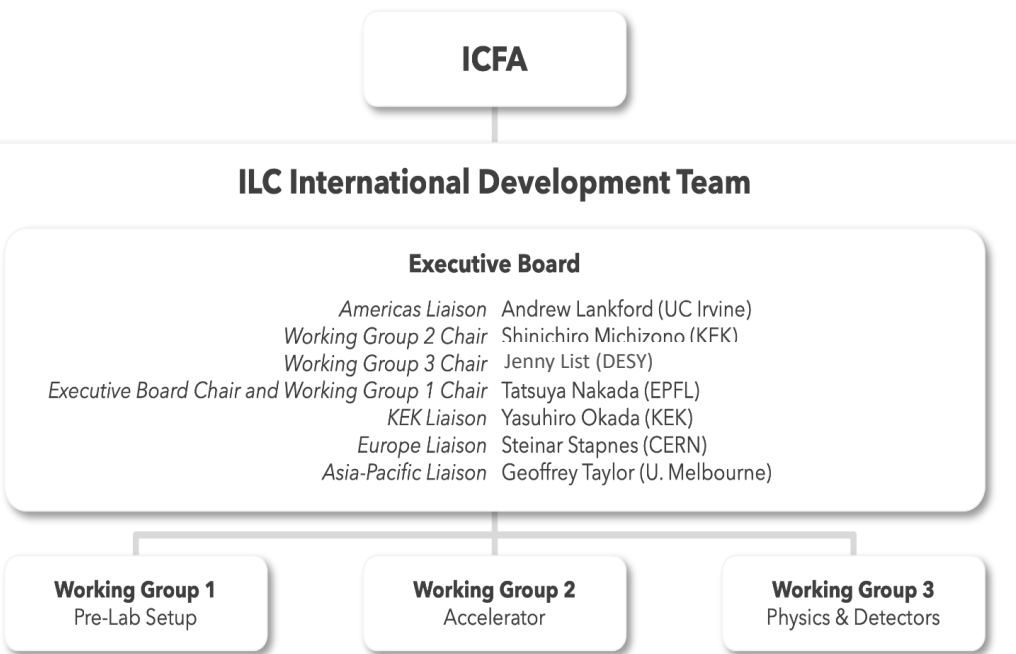 ICFA
ILC International Development Team
Executive Board
Americas Liaison Andrew Lankford (UC Irvine)
Working Group 2 Chair Shinichiro Michizono (KEK)
Working Group 3 Chair Jenny List (DESY)
Executive Board Chair and Working Group 1 Chair Tatsuya Nakada (EPFL)
KEK Liaison Yasuhiro Okada (KEK)
Europe Liaison Steinar Stapnes (CERN)
Asia-Pacific Liaison Geoffrey Taylor (U. Melbourne)
Working Group 1
Pre-Lab Setup
Working Group 2
Accelerator
Working Group 3
Physics & Detectors